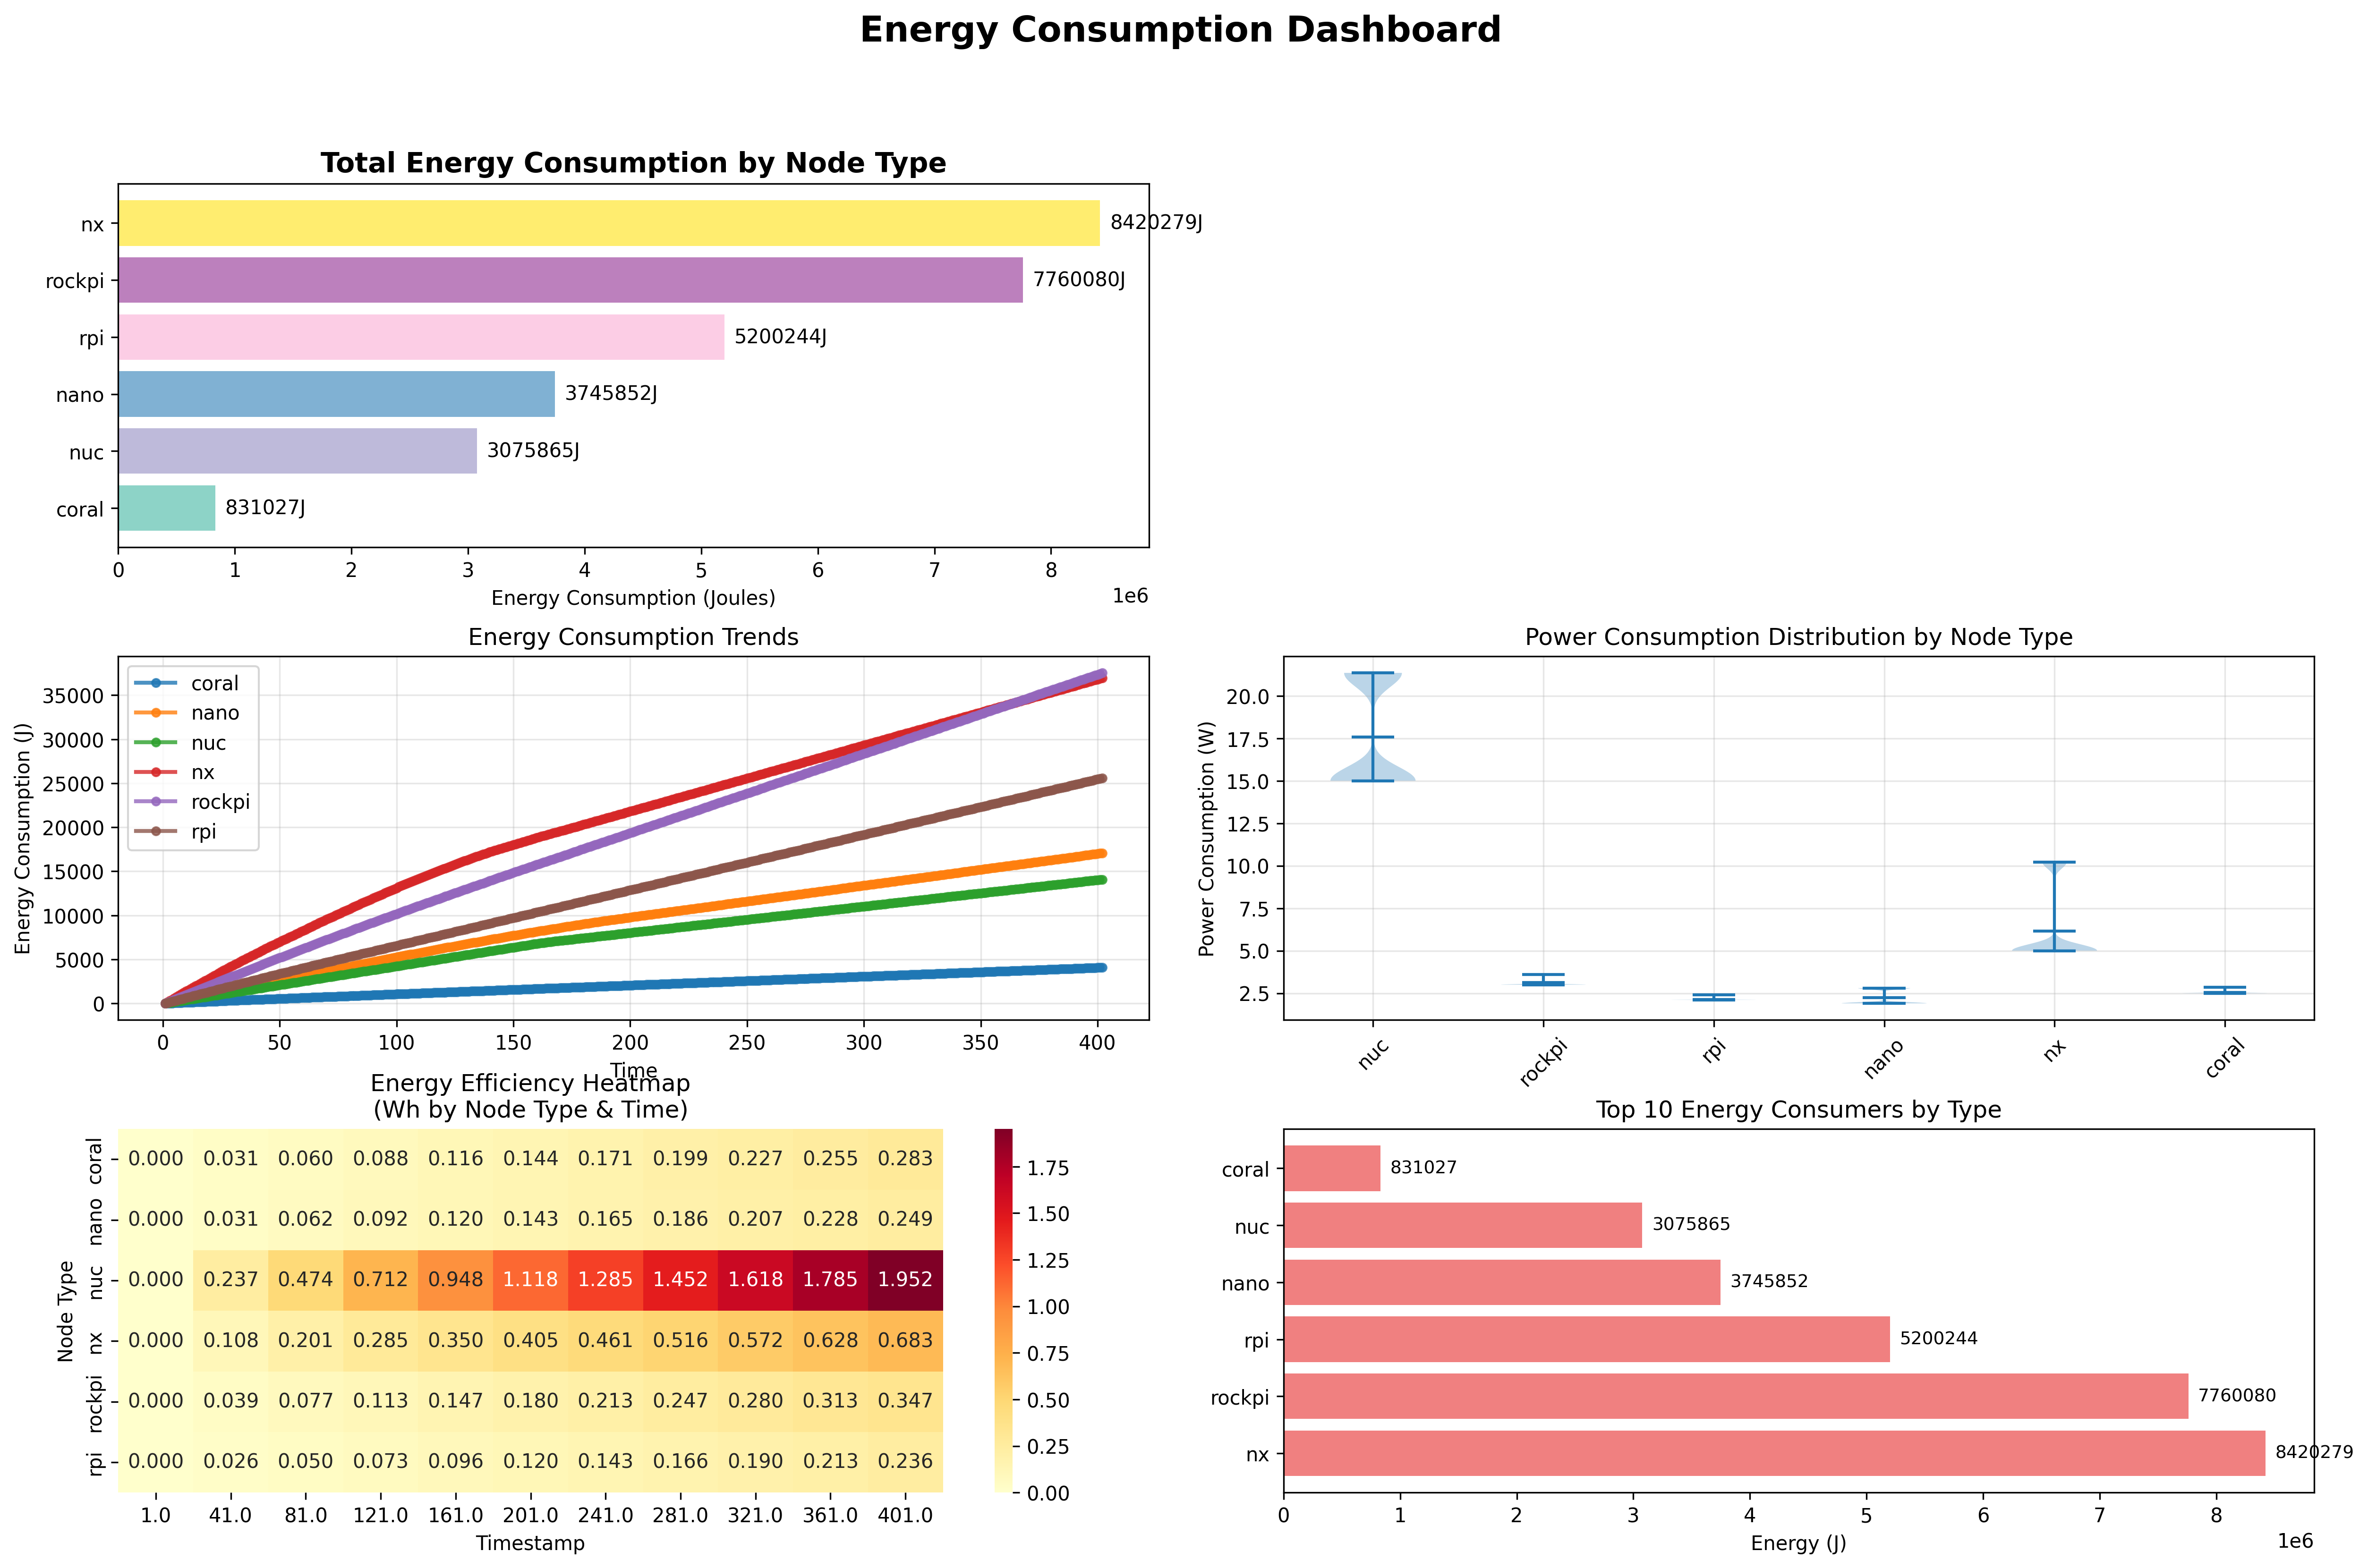 Energy Consumption Dashboard
Total Energy Consumption by Node Type
nx
8420279J
rockpi
7760080J
rpi
5200244J
nano
3745852J
nuc
3075865J
coral
831027J
0 1 2 3 4 5 6 7 8
Energy Consumption (Joules)
1e6
Energy Consumption Trends
Energy Consumption (J)
35000
30000
25000
20000
15000
10000
5000
0
coral
nano
nuc
nx
rockpi
rpi
0 50 100 150 200 250 300 350 400
Time
Power Consumption Distribution by Node Type
Power Consumption (W)
20.0
17.5
15.0
12.5
10.0
7.5
5.0
2.5
nuc rockpi rpi nano nx coral
Energy Efficiency Heatmap
(Wh by Node Type & Time)
Node Type
coral 0.000 0.031 0.060 0.088 0.116 0.144 0.171 0.199 0.227 0.255 0.283
nano 0.000 0.031 0.062 0.092 0.120 0.143 0.165 0.186 0.207 0.228 0.249
nuc 0.000 0.237 0.474 0.712 0.948 1.118 1.285 1.452 1.618 1.785 1.952
nx 0.000 0.108 0.201 0.285 0.350 0.405 0.461 0.516 0.572 0.628 0.683
rockpi 0.000 0.039 0.077 0.113 0.147 0.180 0.213 0.247 0.280 0.313 0.347
rpi 0.000 0.026 0.050 0.073 0.096 0.120 0.143 0.166 0.190 0.213 0.236
1.0 41.0 81.0 121.0 161.0 201.0 241.0 281.0 321.0 361.0 401.0
Timestamp
1.75
1.50
1.25
1.00
0.75
0.50
0.25
0.00
Top 10 Energy Consumers by Type
coral
831027
nuc
3075865
nano
3745852
rpi
5200244
rockpi
7760080
nx
8420279
0 1 2 3 4 5 6 7 8
Energy (J)
1e6